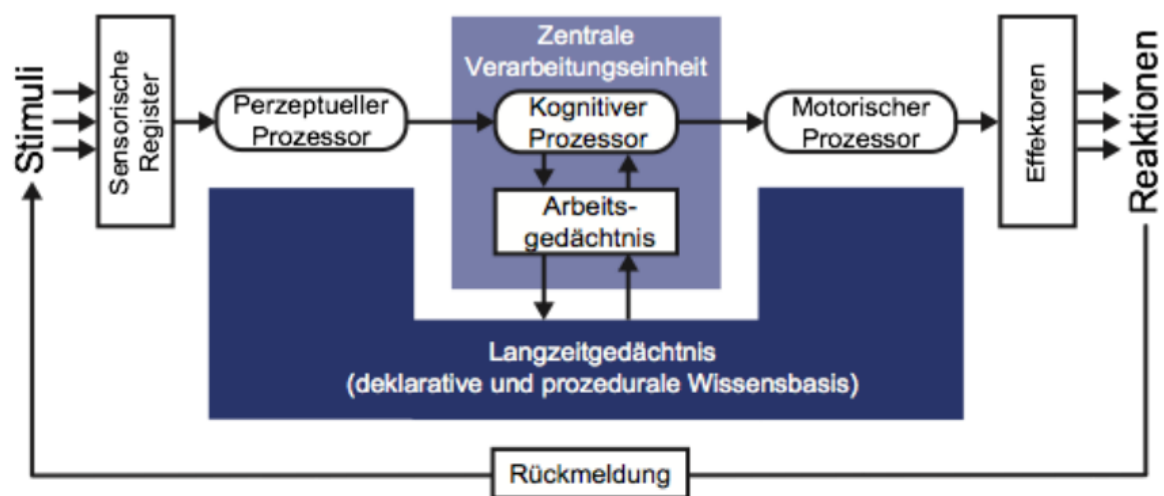 Stimuli
Sensorische
Register
Perzeptueller
Prozessor
Zentrale
Verarbeitungseinheit
Kognitiver
Prozessor
Arbeits-
gedächtnis
Motorischer
Prozessor
Effektoren
Reaktionen
Langzeitgedächtnis
(deklarative und prozedurale Wissensbasis)
Rückmeldung